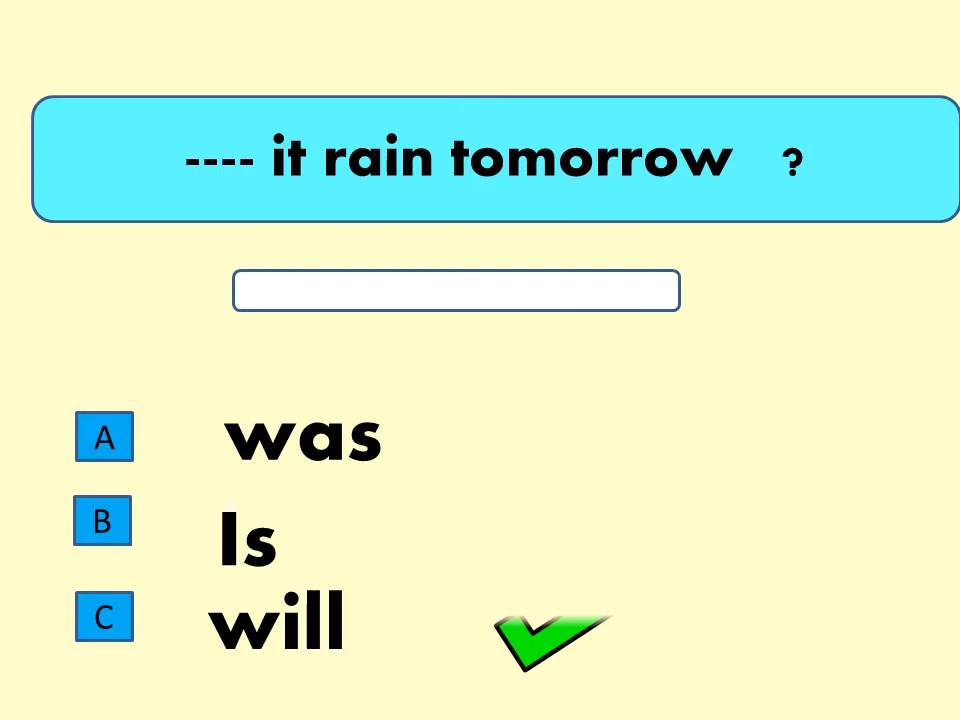 ---- it rain tomorrow ?
A was
B Is
C will